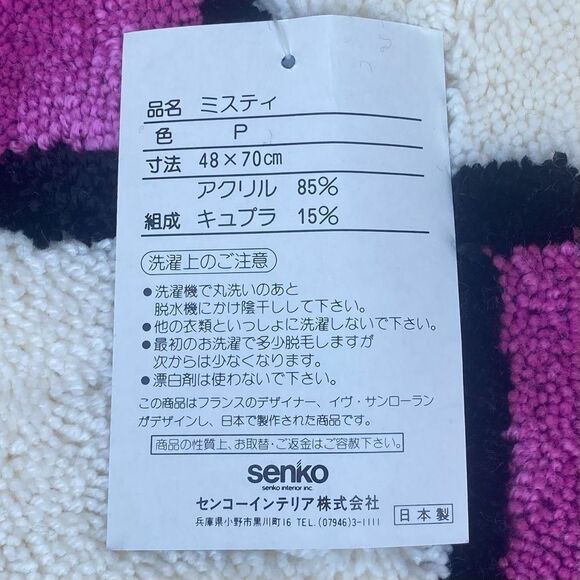 品名 ミスティ
色 P
寸法 48×70cm
アクリル 85%
組成 キュプラ 15%
洗濯上のご注意
●洗濯機で丸洗いのあと
脱水機にかけ陰干しして下さい。
●他の衣類といっしょに洗濯しないで下さい。
●最初のお洗濯で多少脱毛しますが
次からは少なくなります。
●漂白剤は使わないで下さい。
この商品はフランスのデザイナー、イヴ・サンローラン
がデザインし、日本で製作された商品です。
商品の性質上、お取替・ご返金はご容赦下さい。
senko
senko interior inc.
センコーインテリア株式会社
兵庫県小野市黒川町16 TEL.(07946)3-1111
日本製